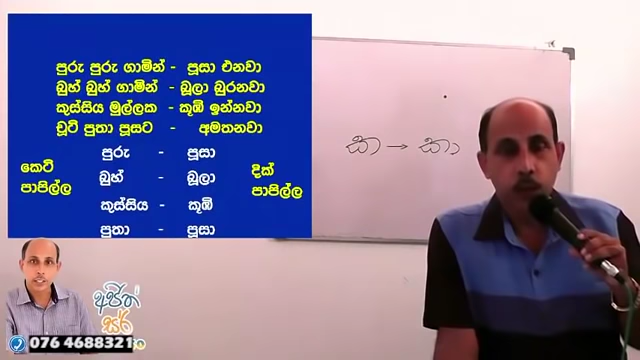 පුරු පුරු ගාමින් - පූසා එනවා
බුහ් බුහ් ගාමින් - බූලා බුරනවා
කුස්සිය මුල්ලක - කූඹි ඉන්නවා
චූටි පුතා පූසට - අමතනවා
පුරු - පූසා
කෙටි පාපිල්ල
බුහ් - බූලා
දික් පාපිල්ල
කුස්සිය - කූඹි
පුතා - පූසා
ක → කා
අජිත් සර්
076 4688321